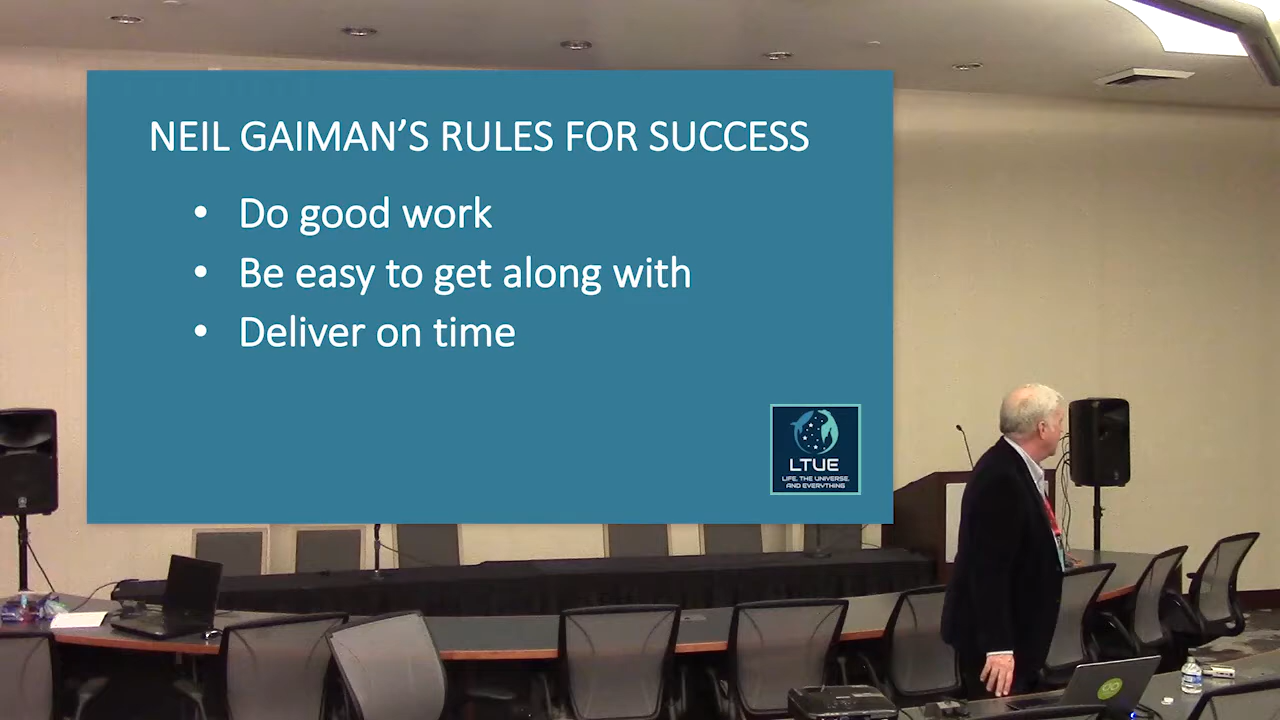 NEIL GAIMAN’S RULES FOR SUCCESS
• Do good work
• Be easy to get along with
• Deliver on time
LTUE
LIFE, THE UNIVERSE,
AND EVERYTHING